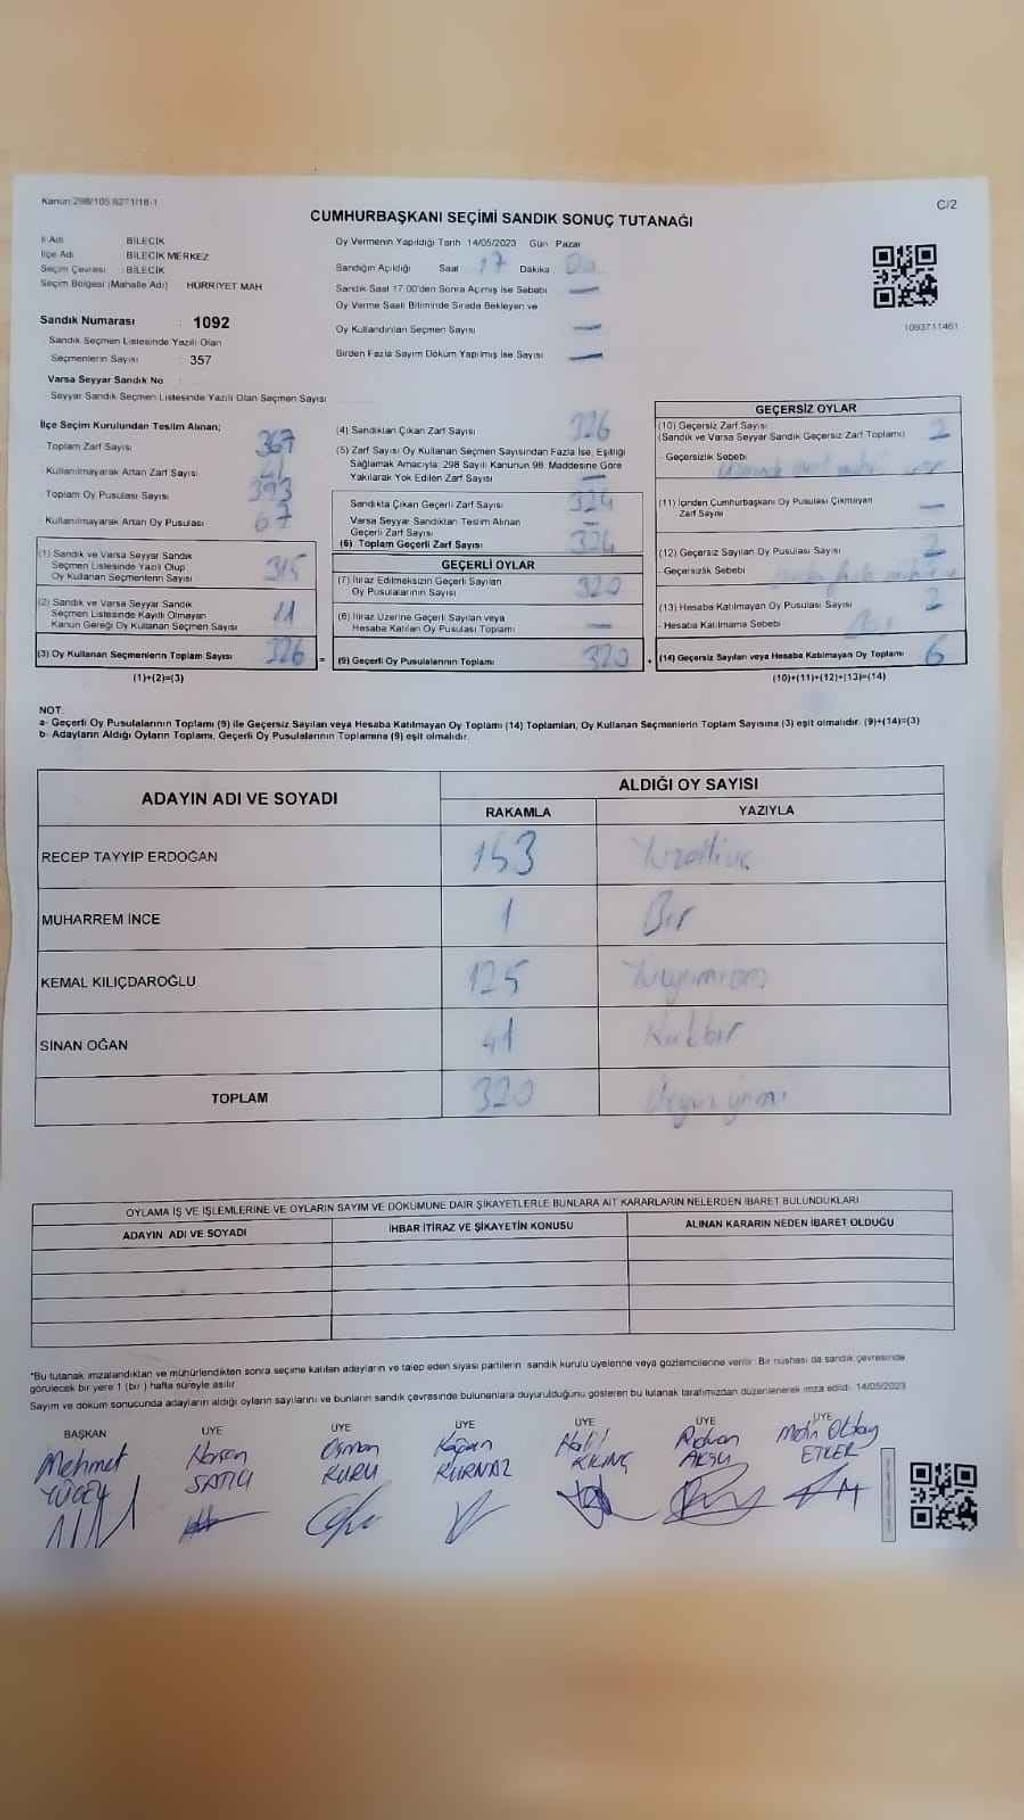 Kanun:298/105,6271/18-1
C/2
CUMHURBAŞKANI SEÇİMİ SANDIK SONUÇ TUTANAĞI
İl Adı BİLECİK
İlçe Adı BİLECİK MERKEZ
Seçim Çevresi : BİLECİK
Seçim Bölgesi (Mahalle Adı) HÜRRİYET MAH
Sandık Numarası : 1092
Sandık Seçmen Listesinde Yazılı Olan
Seçmenlerin Sayısı : 357
Varsa Seyyar Sandık No
Seyyar Sandık Seçmen Listesinde Yazılı Olan Seçmen Sayısı
Oy Vermenin Yapıldığı Tarih 14/05/2023 Gün Pazar
Sandığın Açıldığı Saat 17 Dakika 00
Sandık Saat 17.00'den Sonra Açılmış İse Sebebi —
Oy Verme Saati Bitiminde Sırada Bekleyen ve
Oy Kullandırılan Seçmen Sayısı —
Birden Fazla Sayım Döküm Yapılmış İse Sayısı —
1093711461
İlçe Seçim Kurulundan Teslim Alınan;
Toplam Zarf Sayısı 367
Kullanılmayarak Artan Zarf Sayısı 41
Toplam Oy Pusulası Sayısı 393
Kullanılmayarak Artan Oy Pusulası 67
(1) Sandık ve Varsa Seyyar Sandık
Seçmen Listesinde Yazılı Olup
Oy Kullanan Seçmenlerin Sayısı 315
(2) Sandık ve Varsa Seyyar Sandık
Seçmen Listesine Kayıtlı Olmayan
Kanun Gereği Oy Kullanan Seçmen Sayısı 11
(3) Oy Kullanan Seçmenlerin Toplam Sayısı 326 =
(1)+(2)=(3)
(4) Sandıktan Çıkan Zarf Sayısı 326
(5) Zarf Sayısı Oy Kullanan Seçmen Sayısından Fazla İse, Eşitliği
Sağlamak Amacıyla 298 Sayılı Kanunun 98. Maddesine Göre
Yakılarak Yok Edilen Zarf Sayısı —
Sandıkta Çıkan Geçerli Zarf Sayısı 324
Varsa Seyyar Sandıktan Teslim Alınan
Geçerli Zarf Sayısı —
(6) Toplam Geçerli Zarf Sayısı 324
GEÇERLİ OYLAR
(7) İtiraz Edilmeksizin Geçerli Sayılan
Oy Pusulalarının Sayısı 320
(8) İtiraz Üzerine Geçerli Sayılan veya
Hesaba Katılan Oy Pusulası Toplamı —
(9) Geçerli Oy Pusulalarının Toplamı 320 +
GEÇERSİZ OYLAR
(10) Geçersiz Zarf Sayısı
(Sandık ve Varsa Seyyar Sandık Geçersiz Zarf Toplamı) 2
- Geçersizlik Sebebi
(11) İçinden Cumhurbaşkanı Oy Pusulası Çıkmayan
Zarf Sayısı —
(12) Geçersiz Sayılan Oy Pusulası Sayısı 2
- Geçersizlik Sebebi
(13) Hesaba Katılmayan Oy Pusulası Sayısı 2
- Hesaba Katılmama Sebebi
(14) Geçersiz Sayılan veya Hesaba Katılmayan Oy Toplamı 6
(10)+(11)+(12)+(13)=(14)
NOT:
a- Geçerli Oy Pusulalarının Toplamı (9) ile Geçersiz Sayılan veya Hesaba Katılmayan Oy Toplamı (14) Toplamları, Oy Kullanan Seçmenlerin Toplam Sayısına (3) eşit olmalıdır. (9)+(14)=(3)
b- Adayların Aldığı Oyların Toplamı, Geçerli Oy Pusulalarının Toplamına (9) eşit olmalıdır.
ADAYIN ADI VE SOYADI
ALDIĞI OY SAYISI
RAKAMLA YAZIYLA
RECEP TAYYİP ERDOĞAN 153 Yüzelliüç
MUHARREM İNCE 1 Bir
KEMAL KILIÇDAROĞLU 125
SİNAN OĞAN 41 Kırkbir
TOPLAM 320 Üçyüzyirmi
OYLAMA İŞ VE İŞLEMLERİNE VE OYLARIN SAYIM VE DÖKÜMÜNE DAİR ŞİKAYETLERLE BUNLARA AİT KARARLARIN NELERDEN İBARET BULUNDUKLARI
ADAYIN ADI VE SOYADI İHBAR İTİRAZ VE ŞİKAYETİN KONUSU ALINAN KARARIN NEDEN İBARET OLDUĞU
*Bu tutanak imzalandıktan ve mühürlendikten sonra seçime katılan adayların ve talep eden siyasi partilerin sandık kurulu üyelerine veya gözlemcilerine verilir. Bir nüshası da sandık çevresinde
görülecek bir yere 1 (bir) hafta süreyle asılır.
Sayım ve döküm sonucunda adayların aldığı oyların sayılarını ve bunların sandık çevresinde bulunanlara duyurulduğunu gösteren bu tutanak tarafımızdan düzenlenerek imza edildi. 14/05/2023
BAŞKAN ÜYE ÜYE ÜYE ÜYE ÜYE ÜYE
Mehmet Hasan Osman Kağan Halil Rıdvan Metin Oktay
YÜCEL SATICI KURU KURNAZ KILINÇ AKSU ETKER